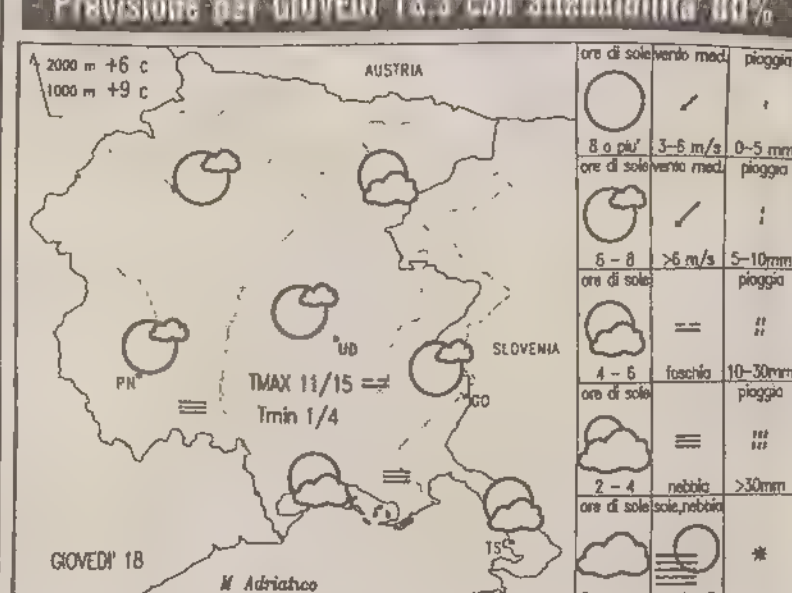 Previsione per GIOVEDI' 18.3 con attendibilità 80%
2000 m +6 c
1000 m +9 c
AUSTRIA
SLOVENIA
UD
PN
GO
TMAX 11/15
Tmin 1/4
TS
GIOVEDI' 18
M Adriatico
ore di sole vento med. pioggia
8 o piu' 3-6 m/s 0-5 mm
ore di sole vento med. pioggia
6 - 8 >6 m/s 5-10mm
ore di sole pioggia
4 - 6 foschia 10-30mm
ore di sole pioggia
2 - 4 nebbia >30mm
ore di sole sole,nebbia